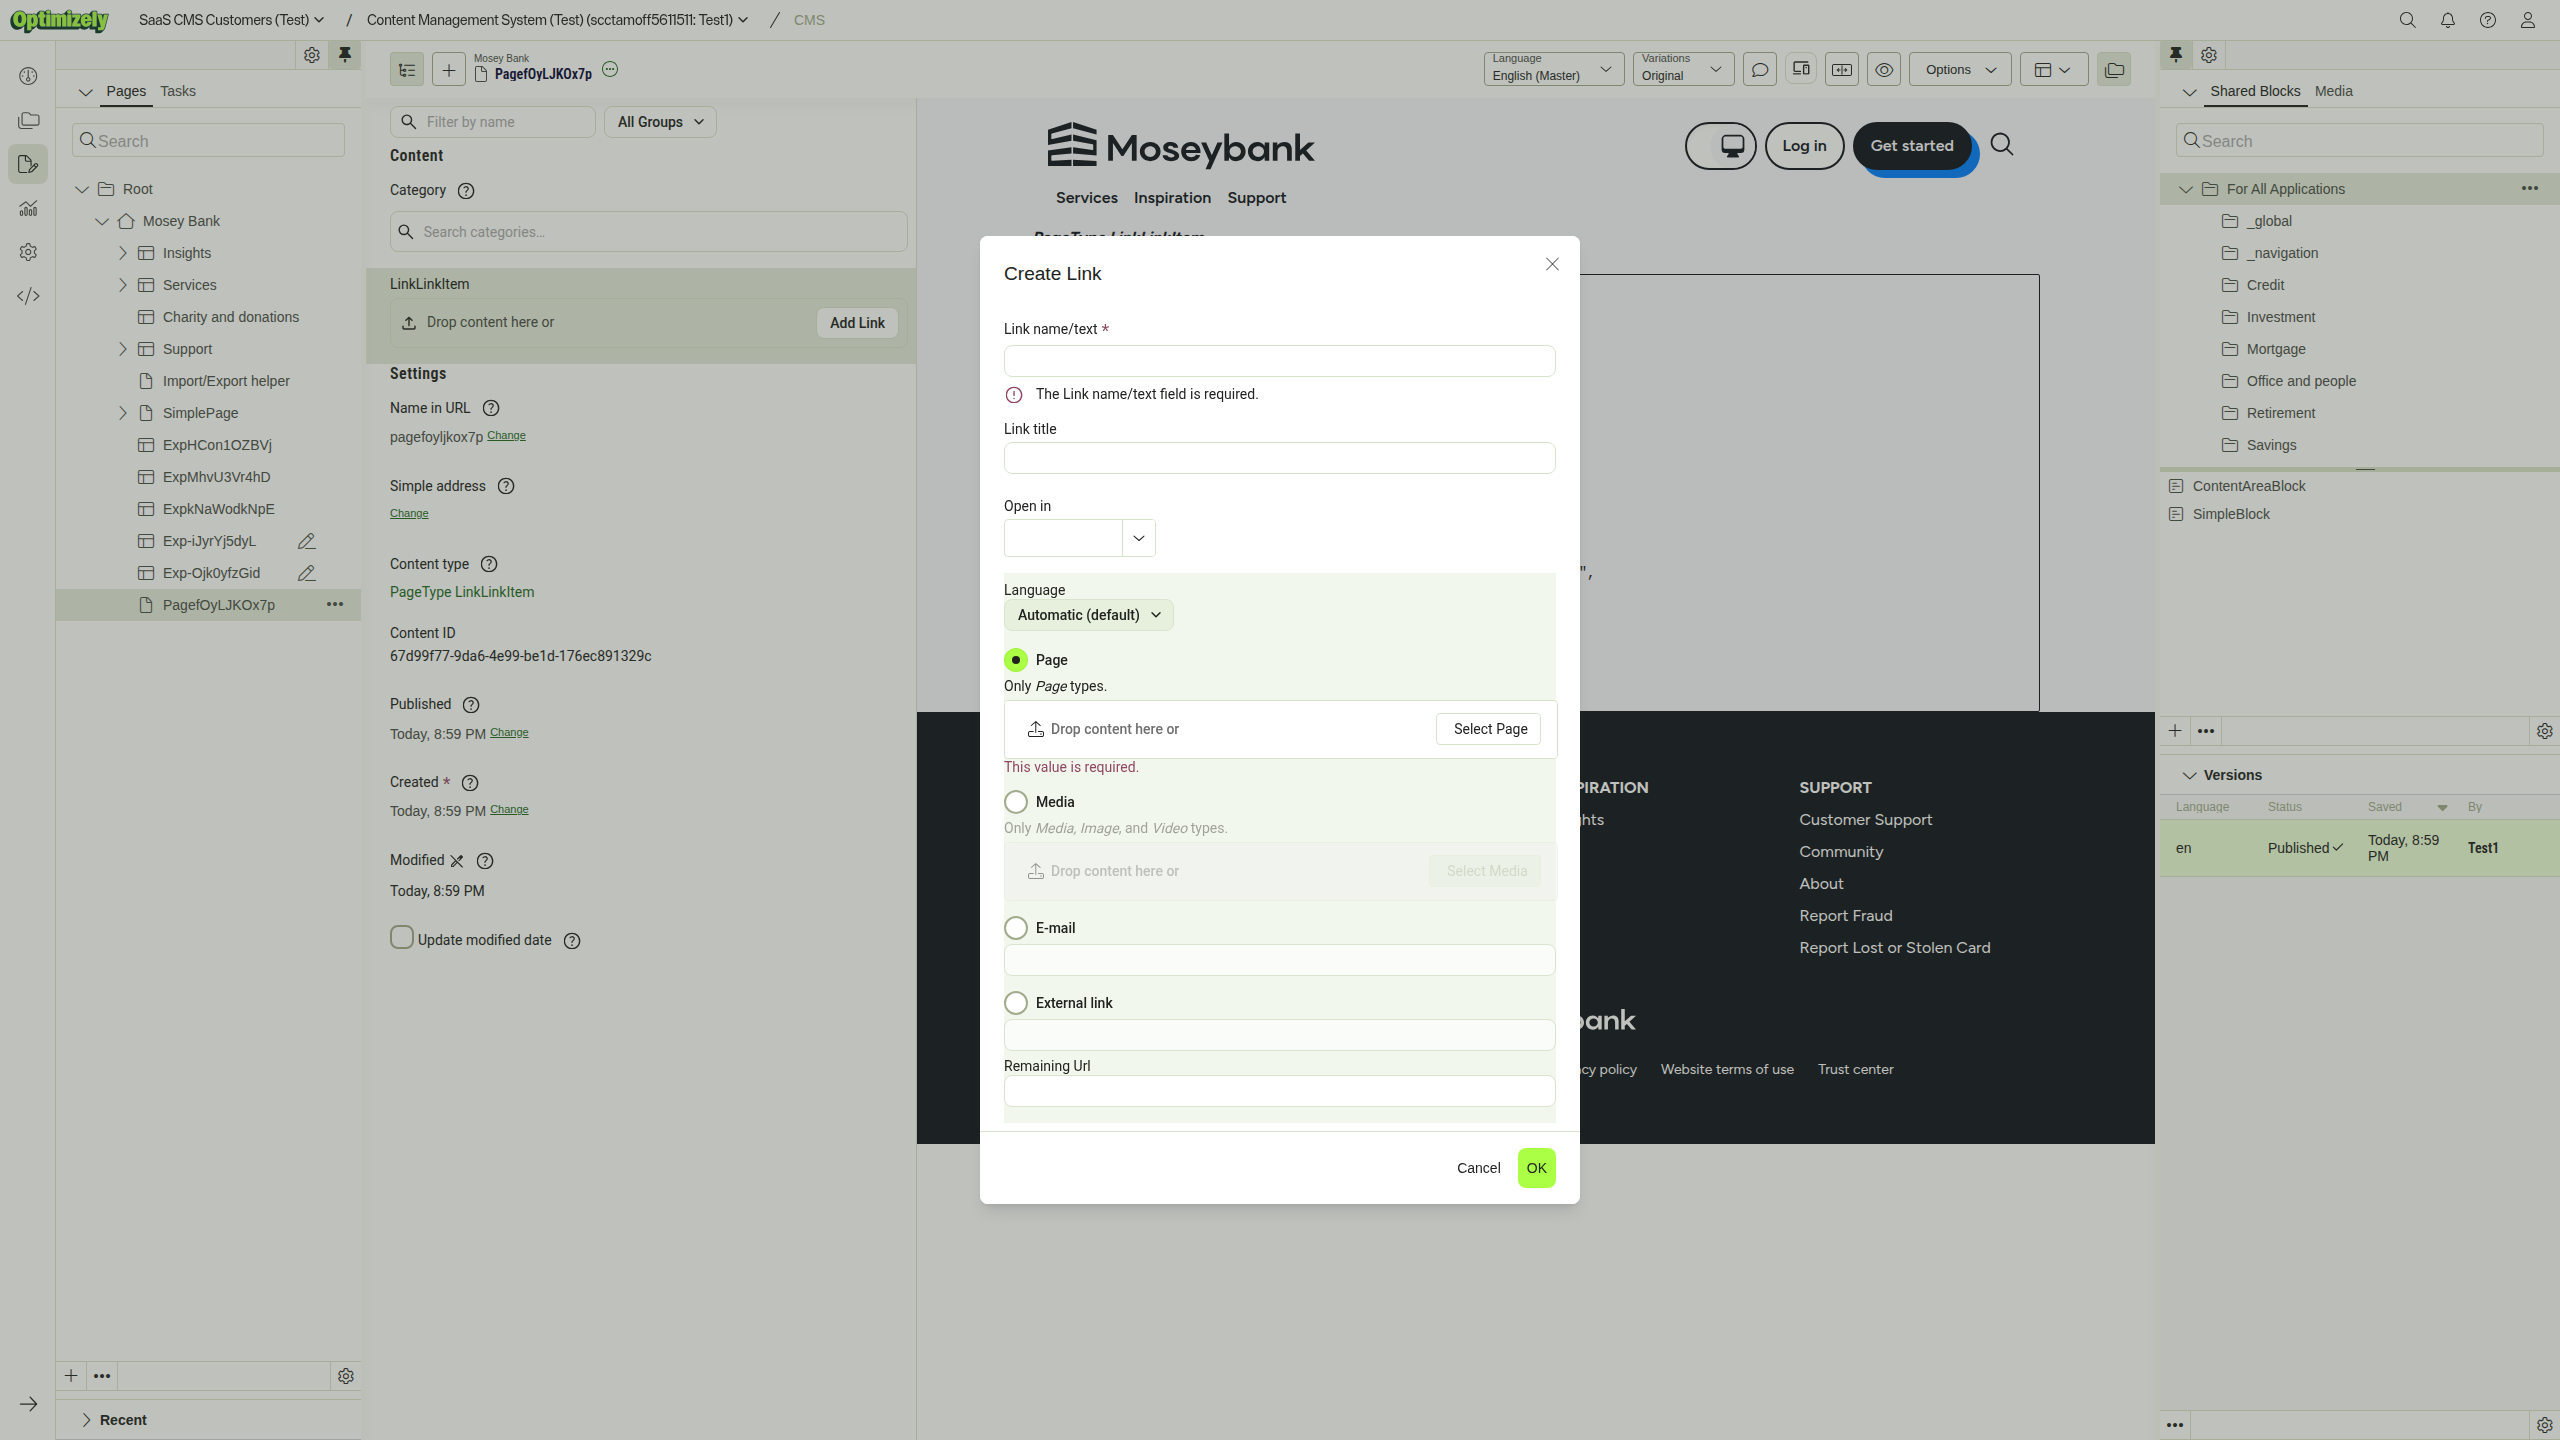 Optimizely
SaaS CMS Customers (Test) / Content Management System (Test) (scctamoff5611511: Test1) / CMS
Pages Tasks
Search
Root
Mosey Bank
Insights
Services
Charity and donations
Support
Import/Export helper
SimplePage
ExpHCon1OZBVj
ExpMhvU3Vr4hD
ExpkNaWodkNpE
Exp-iJyrYj5dyL
Exp-Ojk0yfzGid
PagefOyLJKOx7p
Recent
Mosey Bank
PagefOyLJKOx7p
Language
English (Master)
Variations
Original
Options
Filter by name
All Groups
Content
Category
Search categories...
LinkLinkItem
Drop content here or
Add Link
Settings
Name in URL
pagefoyljkox7p Change
Simple address
Change
Content type
PageType LinkLinkItem
Content ID
67d99f77-9da6-4e99-be1d-176ec891329c
Published
Today, 8:59 PM Change
Created *
Today, 8:59 PM Change
Modified
Today, 8:59 PM
Update modified date
Moseybank
Log in
Get started
Services Inspiration Support
PageType LinkLinkItem
",
Create Link
Link name/text *
The Link name/text field is required.
Link title
Open in
Language
Automatic (default)
Page
Only Page types.
Drop content here or
Select Page
This value is required.
Media
Only Media, Image, and Video types.
Drop content here or
Select Media
E-mail
External link
Remaining Url
Cancel
OK
PIRATION
hts
SUPPORT
Customer Support
Community
About
Report Fraud
Report Lost or Stolen Card
bank
cy policy Website terms of use Trust center
Shared Blocks Media
Search
For All Applications
_global
_navigation
Credit
Investment
Mortgage
Office and people
Retirement
Savings
ContentAreaBlock
SimpleBlock
Versions
Language Status Saved By
en Published Today, 8:59 PM Test1